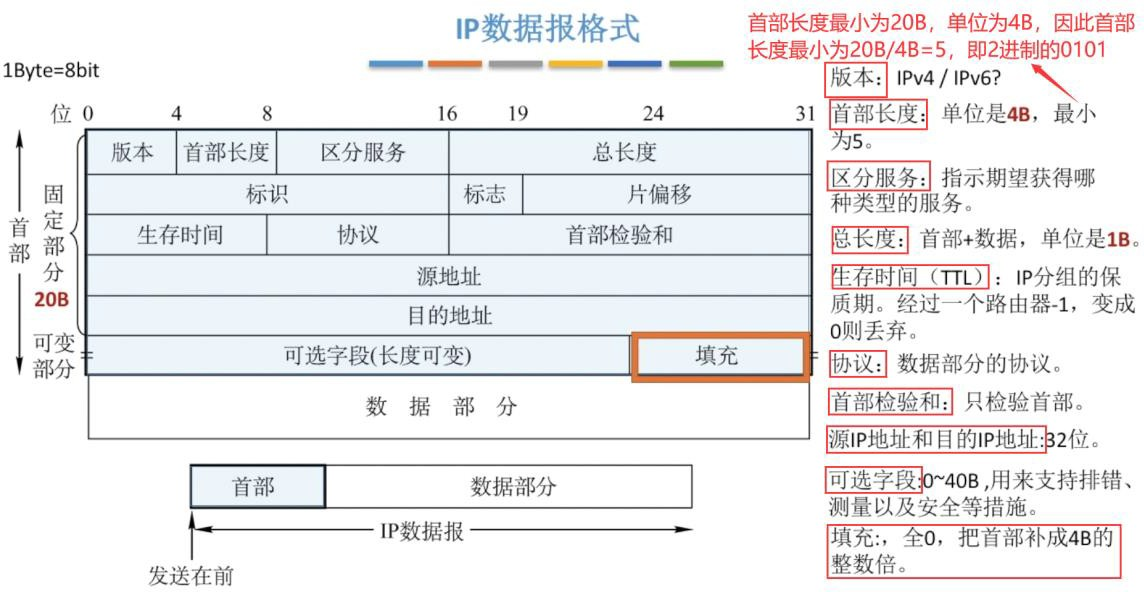 IP数据报格式
首部长度最小为20B，单位为4B，因此首部
长度最小为20B/4B=5，即2进制的0101
1Byte=8bit
位 0 4 8 16 19 24 31
版本 首部长度 区分服务 总长度
标识 标志 片偏移
生存时间 协议 首部检验和
源地址
目的地址
可选字段(长度可变) 填充
数 据 部 分
首部
固定部分
20B
可变
部分
首部 数据部分
IP数据报
发送在前
版本： IPv4 / IPv6?
首部长度： 单位是4B，最小
为5。
区分服务： 指示期望获得哪
种类型的服务。
总长度： 首部+数据，单位是1B。
生存时间（TTL）：IP分组的保
质期。经过一个路由器-1，变成
0则丢弃。
协议： 数据部分的协议。
首部检验和： 只检验首部。
源IP地址和目的IP地址:32位。
可选字段:0~40B ,用来支持排错、
测量以及安全等措施。
填充:，全0，把首部补成4B的
整数倍。